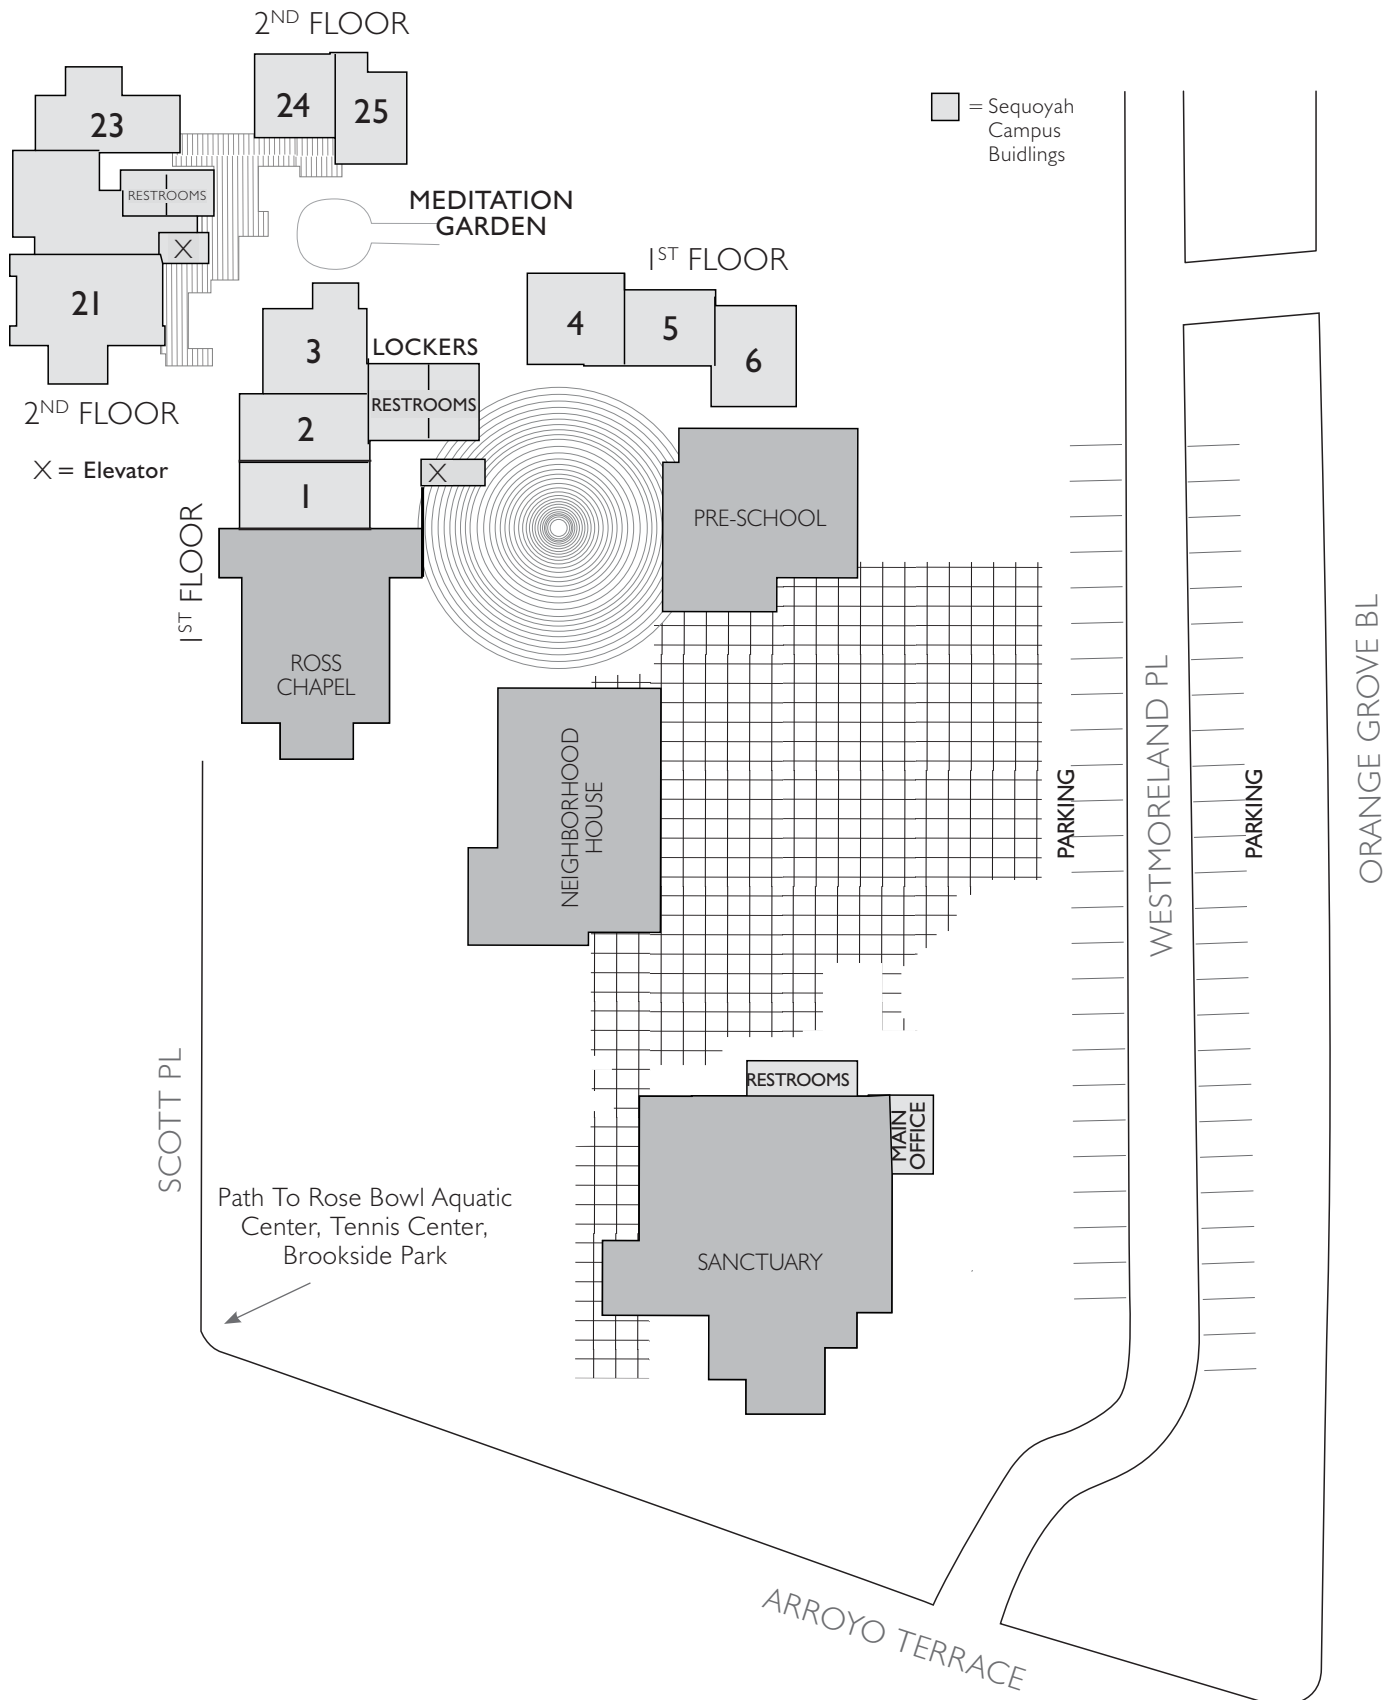 2ND FLOOR
24
25
23
RESTROOMS
X
21
2ND FLOOR
X = Elevator
= Sequoyah
Campus
Buidlings
MEDITATION
GARDEN
1ST FLOOR
4
5
6
3
LOCKERS
RESTROOMS
2
X
1
1ST FLOOR
PRE-SCHOOL
ROSS
CHAPEL
NEIGHBORHOOD
HOUSE
PARKING
WESTMORELAND PL
PARKING
ORANGE GROVE BL
SCOTT PL
RESTROOMS
MAIN
OFFICE
Path To Rose Bowl Aquatic
Center, Tennis Center,
Brookside Park
SANCTUARY
ARROYO TERRACE